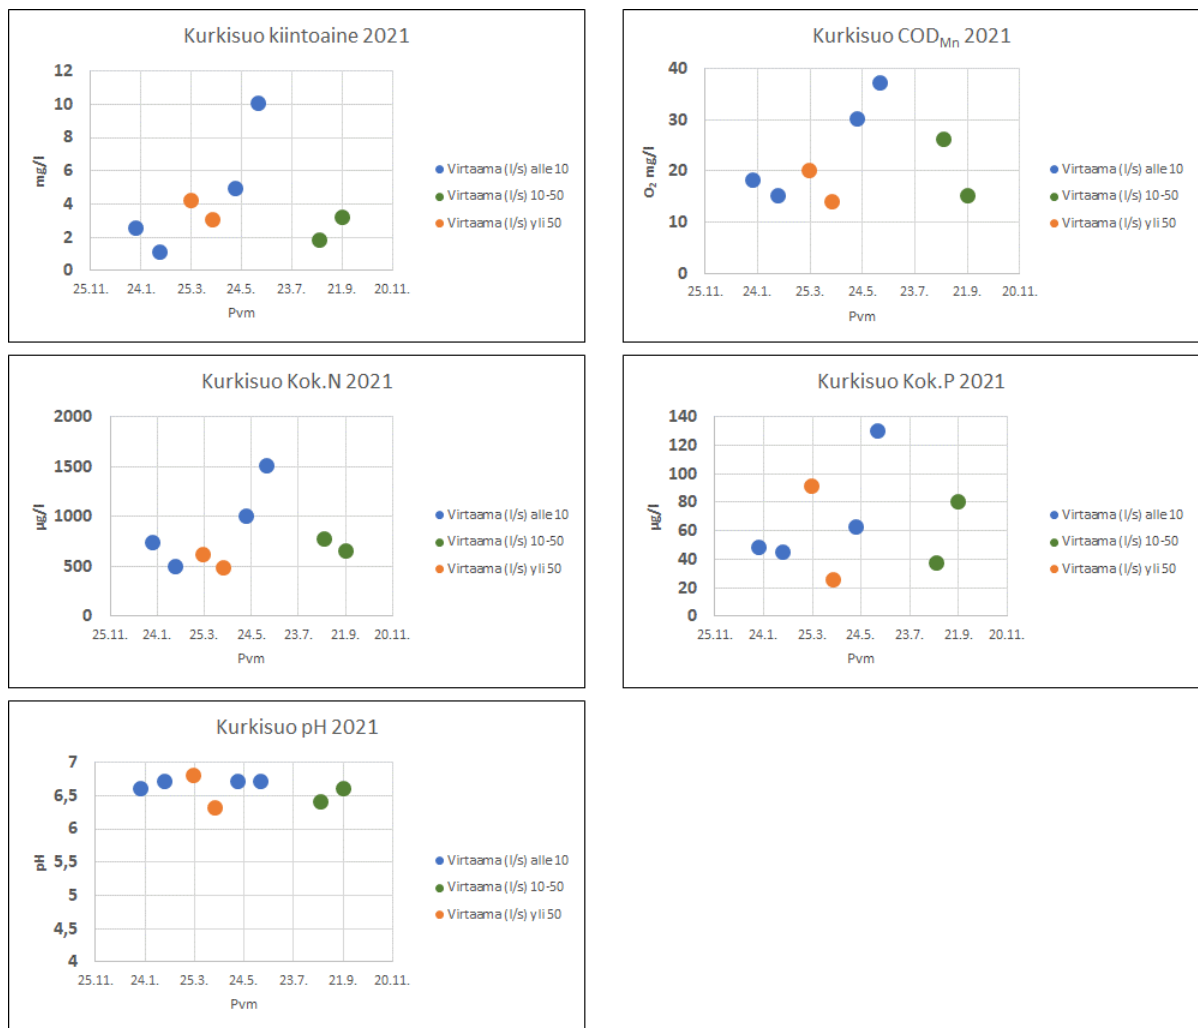 Kurkisuo kiintoaine 2021
12
10
8
6
4
2
0
mg/l
25.11. 24.1. 25.3. 24.5. 23.7. 21.9. 20.11.
Pvm
Virtaama (l/s) alle 10
Virtaama (l/s) 10-50
Virtaama (l/s) yli 50
Kurkisuo COD_Mn 2021
40
30
20
10
0
O₂ mg/l
25.11. 24.1. 25.3. 24.5. 23.7. 21.9. 20.11.
Pvm
Virtaama (l/s) alle 10
Virtaama (l/s) 10-50
Virtaama (l/s) yli 50
Kurkisuo Kok.N 2021
2000
1500
1000
500
0
µg/l
25.11. 24.1. 25.3. 24.5. 23.7. 21.9. 20.11.
Pvm
Virtaama (l/s) alle 10
Virtaama (l/s) 10-50
Virtaama (l/s) yli 50
Kurkisuo Kok.P 2021
140
120
100
80
60
40
20
0
µg/l
25.11. 24.1. 25.3. 24.5. 23.7. 21.9. 20.11.
Pvm
Virtaama (l/s) alle 10
Virtaama (l/s) 10-50
Virtaama (l/s) yli 50
Kurkisuo pH 2021
7
6,5
6
5,5
5
4,5
4
pH
25.11. 24.1. 25.3. 24.5. 23.7. 21.9. 20.11.
Pvm
Virtaama (l/s) alle 10
Virtaama (l/s) 10-50
Virtaama (l/s) yli 50